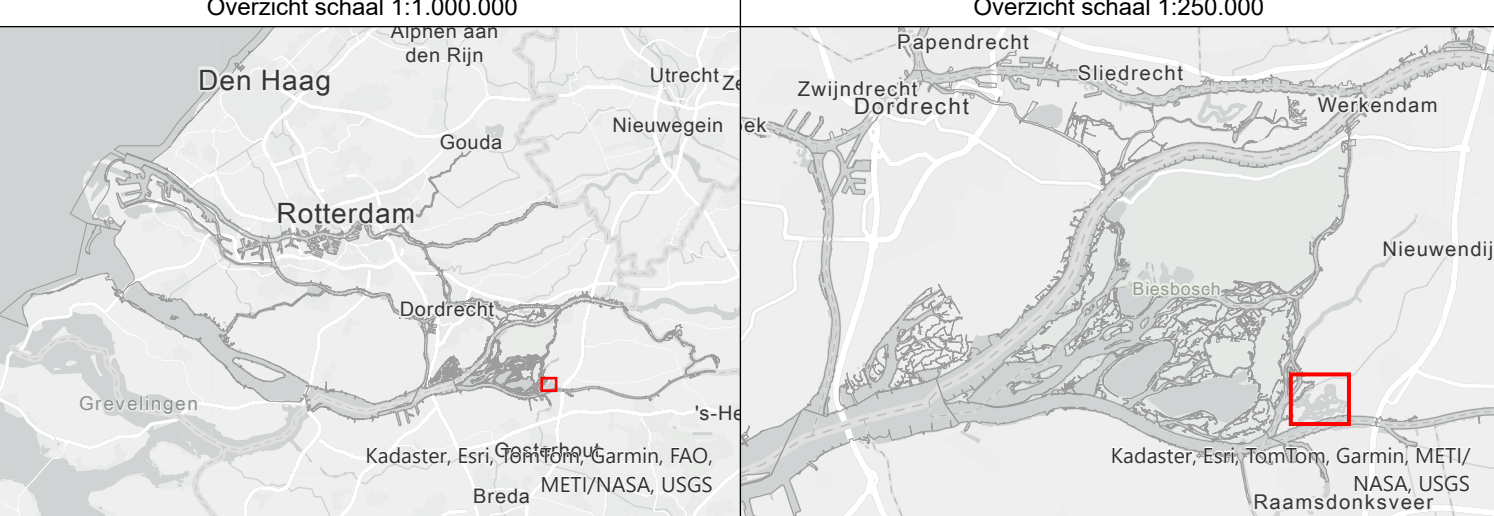 Overzicht schaal 1:1.000.000
Alphen aan
den Rijn
Den Haag
Utrecht
Ze
Nieuwegein
Gouda
Rotterdam
Dordrecht
Grevelingen
's-He
Oosterhout
Kadaster, Esri, TomTom, Garmin, FAO,
METI/NASA, USGS
Breda
Overzicht schaal 1:250.000
Papendrecht
Sliedrecht
Zwijndrecht
Dordrecht
Werkendam
ek
Nieuwendij
Biesbosch
Kadaster, Esri, TomTom, Garmin, METI/
NASA, USGS
Raamsdonksveer